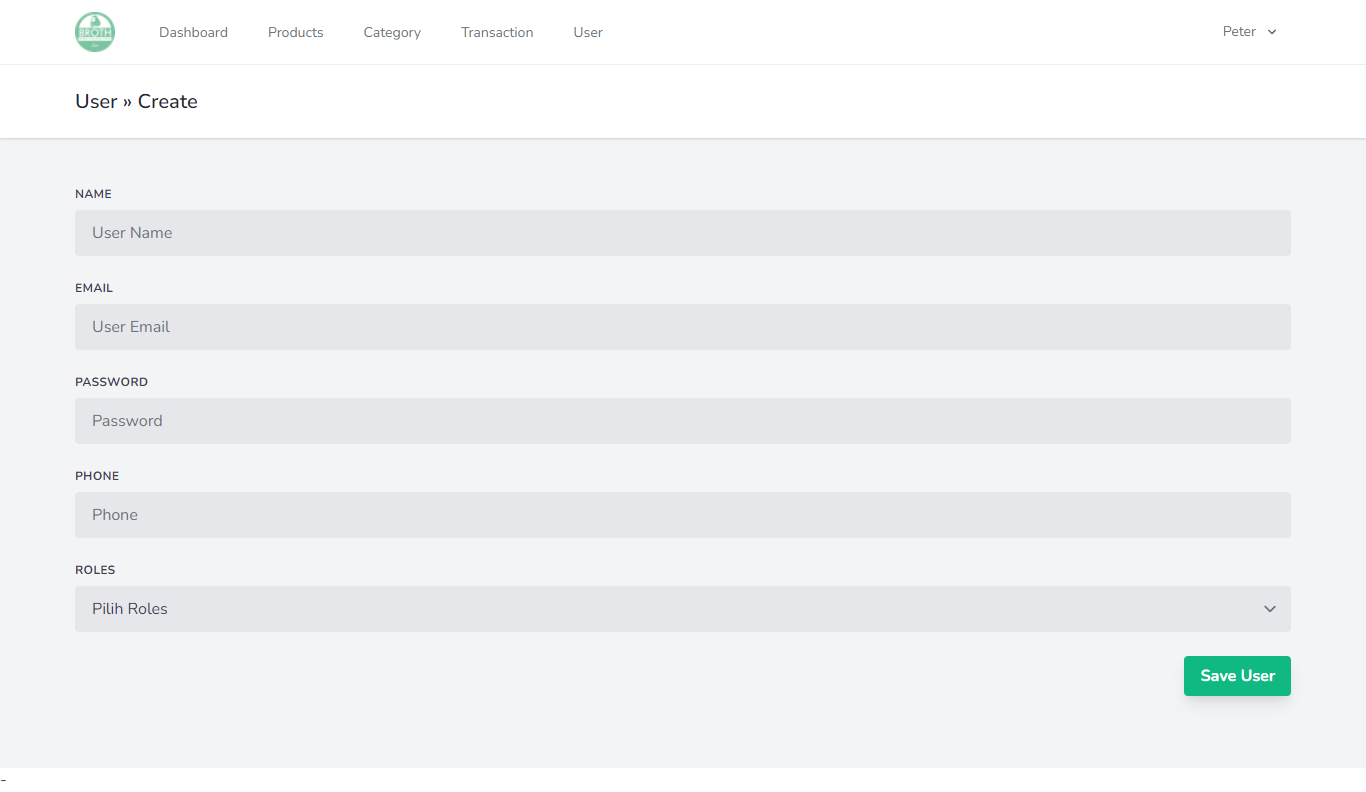 BROTH
Dashboard Products Category Transaction User Peter
User » Create
NAME
User Name
EMAIL
User Email
PASSWORD
Password
PHONE
Phone
ROLES
Pilih Roles
Save User
-